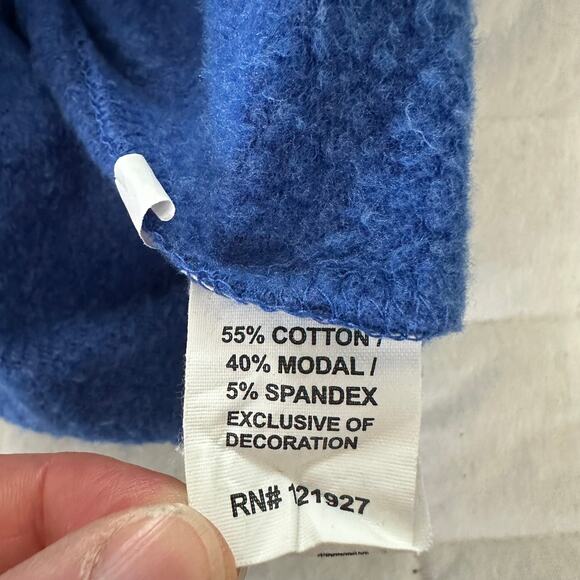 55% COTTON /
40% MODAL /
5% SPANDEX
EXCLUSIVE OF
DECORATION
RN# 121927